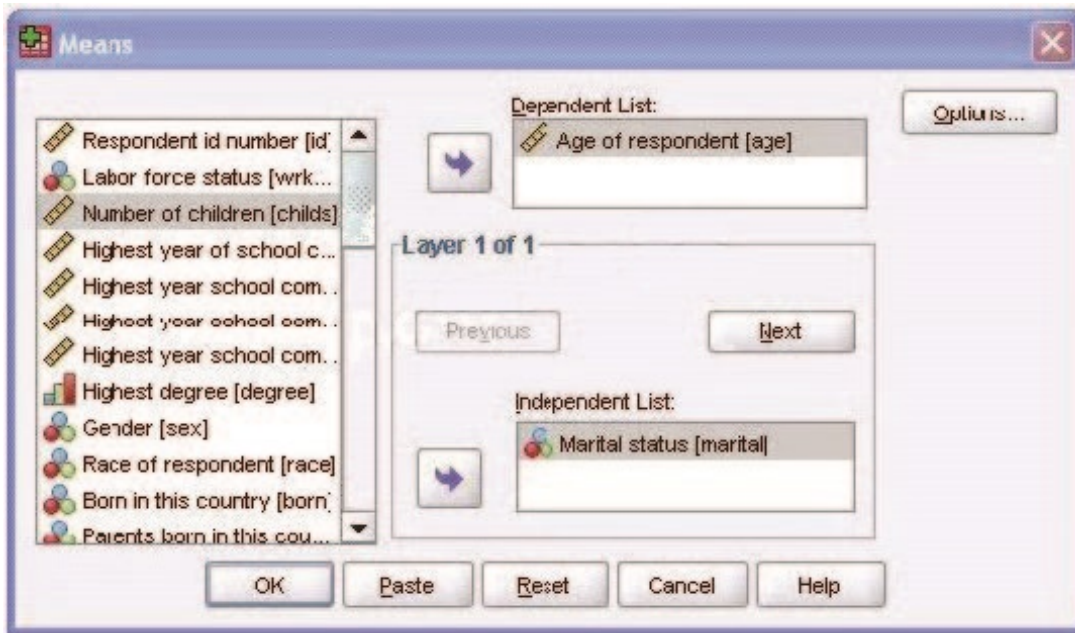 Means
Dependent List:
Options...
Respondent id number [id]
Labor force status [wrk...
Number of children [childs]
Highest year of school c...
Highest year school com...
Highest year school com...
Highest year school com...
Highest degree [degree]
Gender [sex]
Race of respondent [race]
Born in this country [born]
Parents born in this cou...
Age of respondent [age]
Layer 1 of 1
Previous
Next
Independent List:
Marital status [marital]
OK
Paste
Reset
Cancel
Help